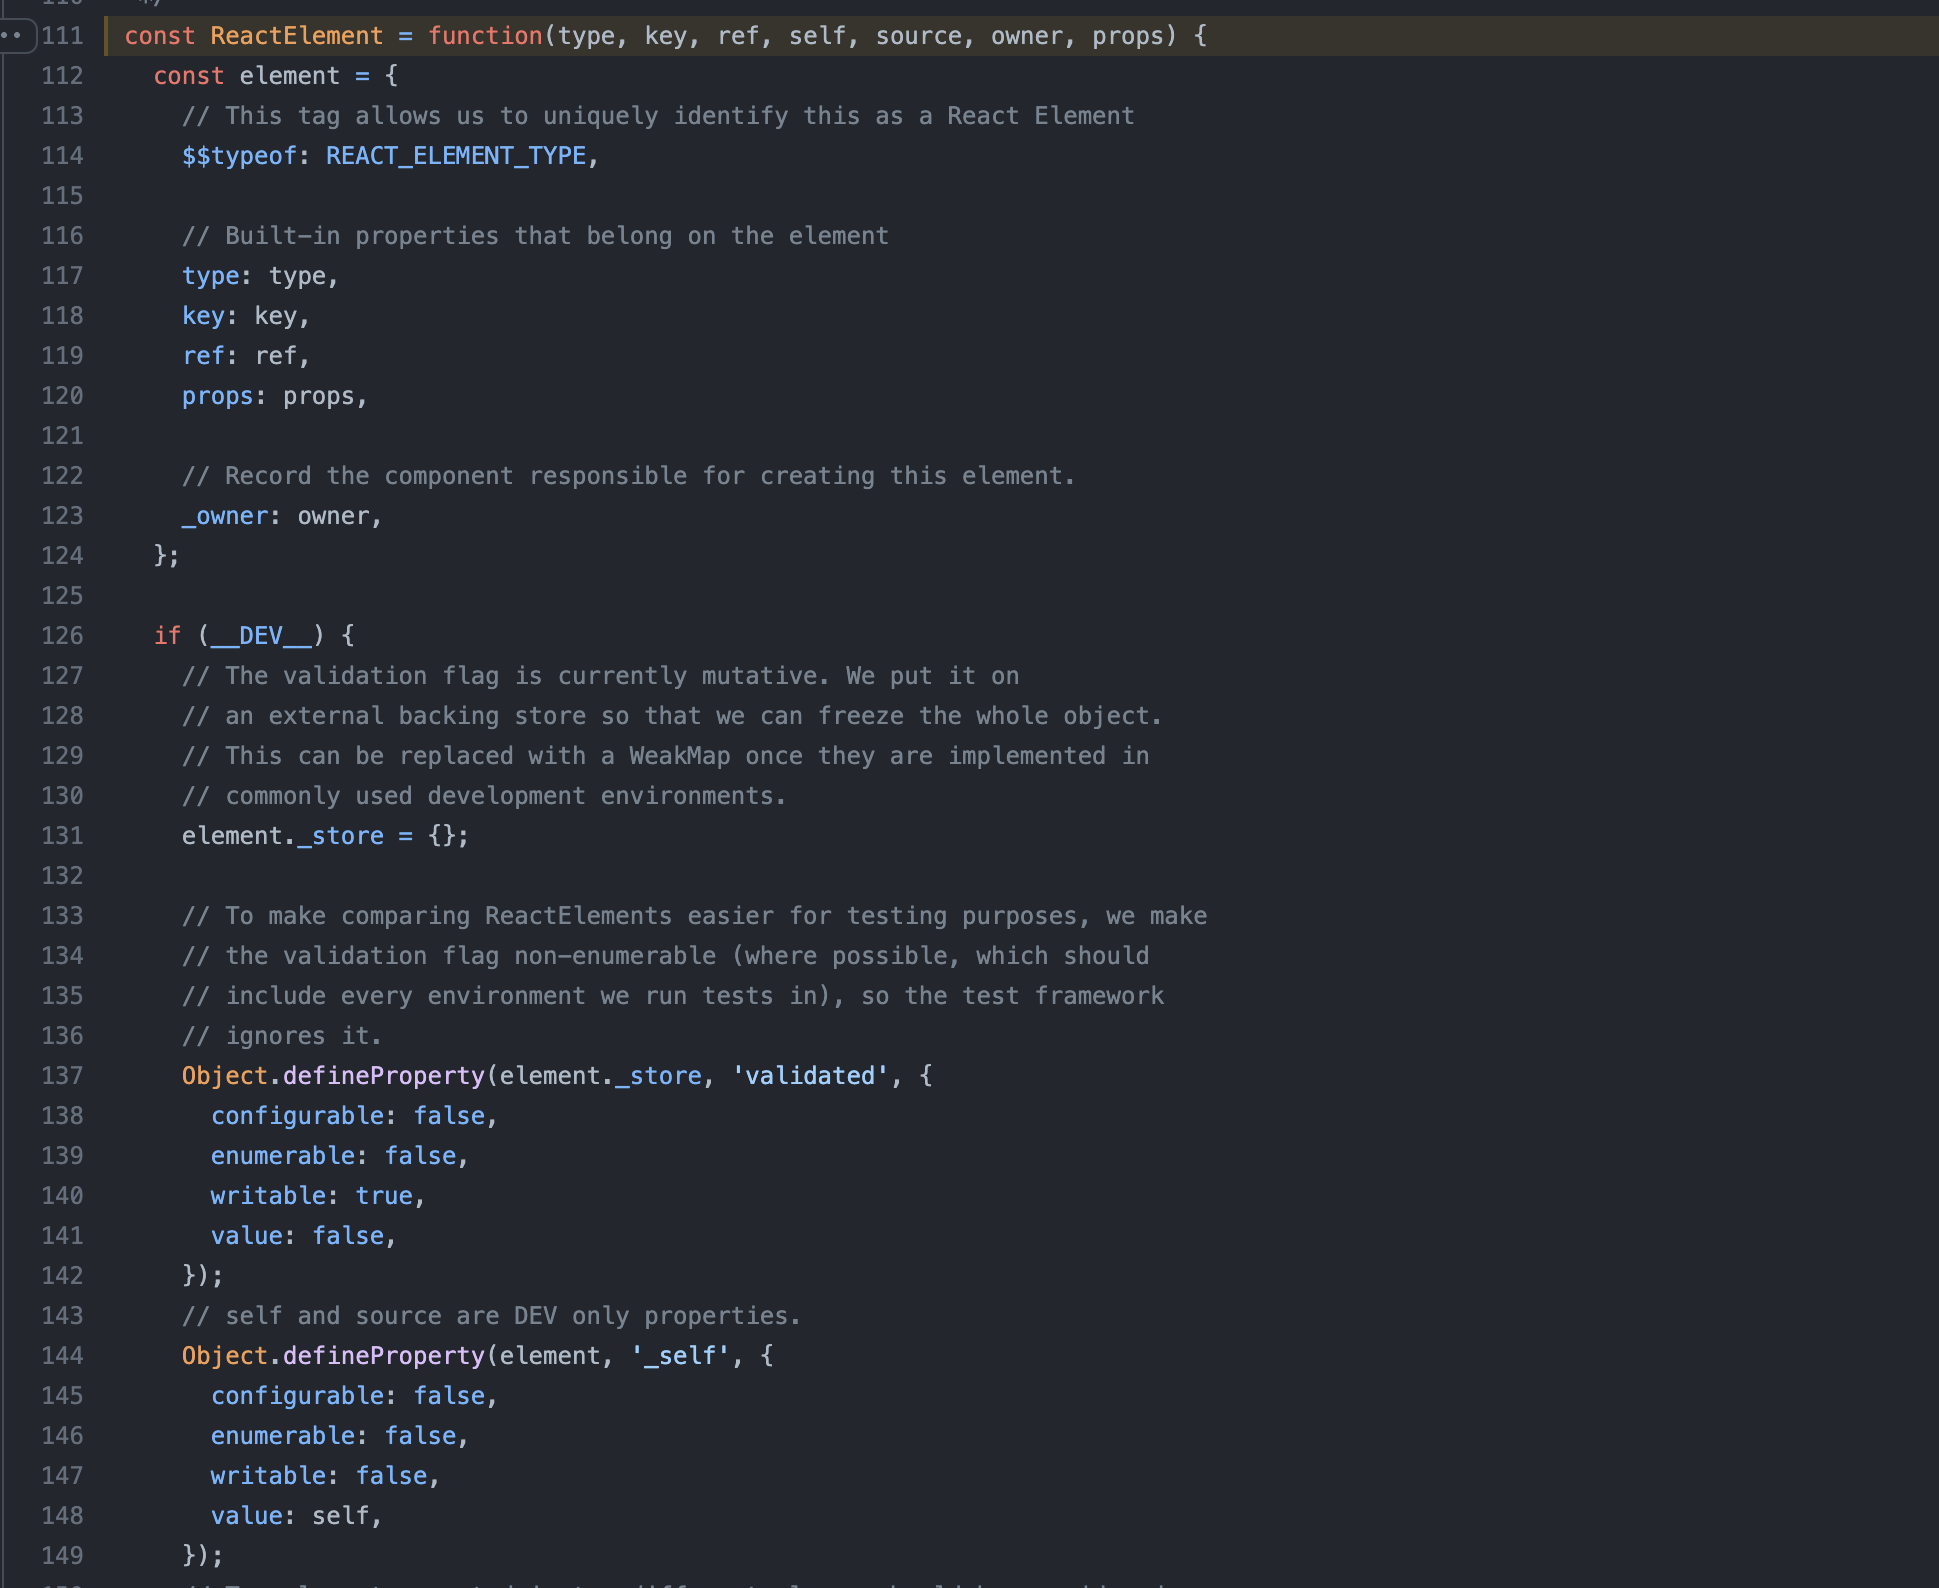 110 */
111 const ReactElement = function(type, key, ref, self, source, owner, props) {
112   const element = {
113     // This tag allows us to uniquely identify this as a React Element
114     $$typeof: REACT_ELEMENT_TYPE,
115
116     // Built-in properties that belong on the element
117     type: type,
118     key: key,
119     ref: ref,
120     props: props,
121
122     // Record the component responsible for creating this element.
123     _owner: owner,
124   };
125
126   if (__DEV__) {
127     // The validation flag is currently mutative. We put it on
128     // an external backing store so that we can freeze the whole object.
129     // This can be replaced with a WeakMap once they are implemented in
130     // commonly used development environments.
131     element._store = {};
132
133     // To make comparing ReactElements easier for testing purposes, we make
134     // the validation flag non-enumerable (where possible, which should
135     // include every environment we run tests in), so the test framework
136     // ignores it.
137     Object.defineProperty(element._store, 'validated', {
138       configurable: false,
139       enumerable: false,
140       writable: true,
141       value: false,
142     });
143     // self and source are DEV only properties.
144     Object.defineProperty(element, '_self', {
145       configurable: false,
146       enumerable: false,
147       writable: false,
148       value: self,
149     });